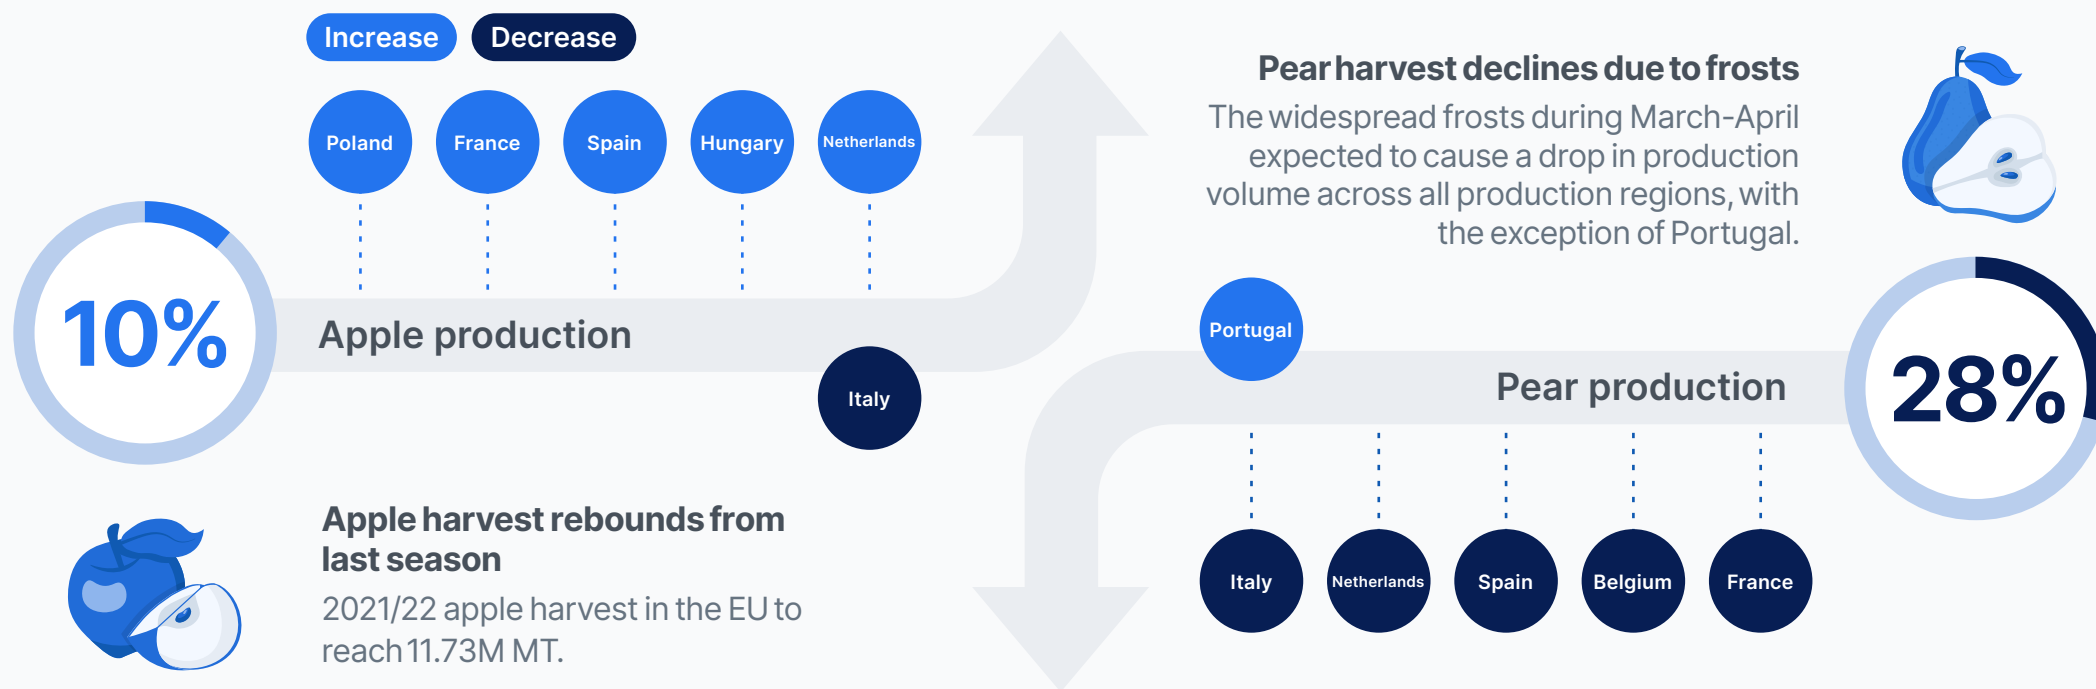 Increase
Decrease
Poland
France
Spain
Hungary
Netherlands
10%
Apple production
Italy
Apple harvest rebounds from
last season
2021/22 apple harvest in the EU to
reach 11.73M MT.
Pear harvest declines due to frosts
The widespread frosts during March-April
expected to cause a drop in production
volume across all production regions, with
the exception of Portugal.
Portugal
Pear production
28%
Italy
Netherlands
Spain
Belgium
France